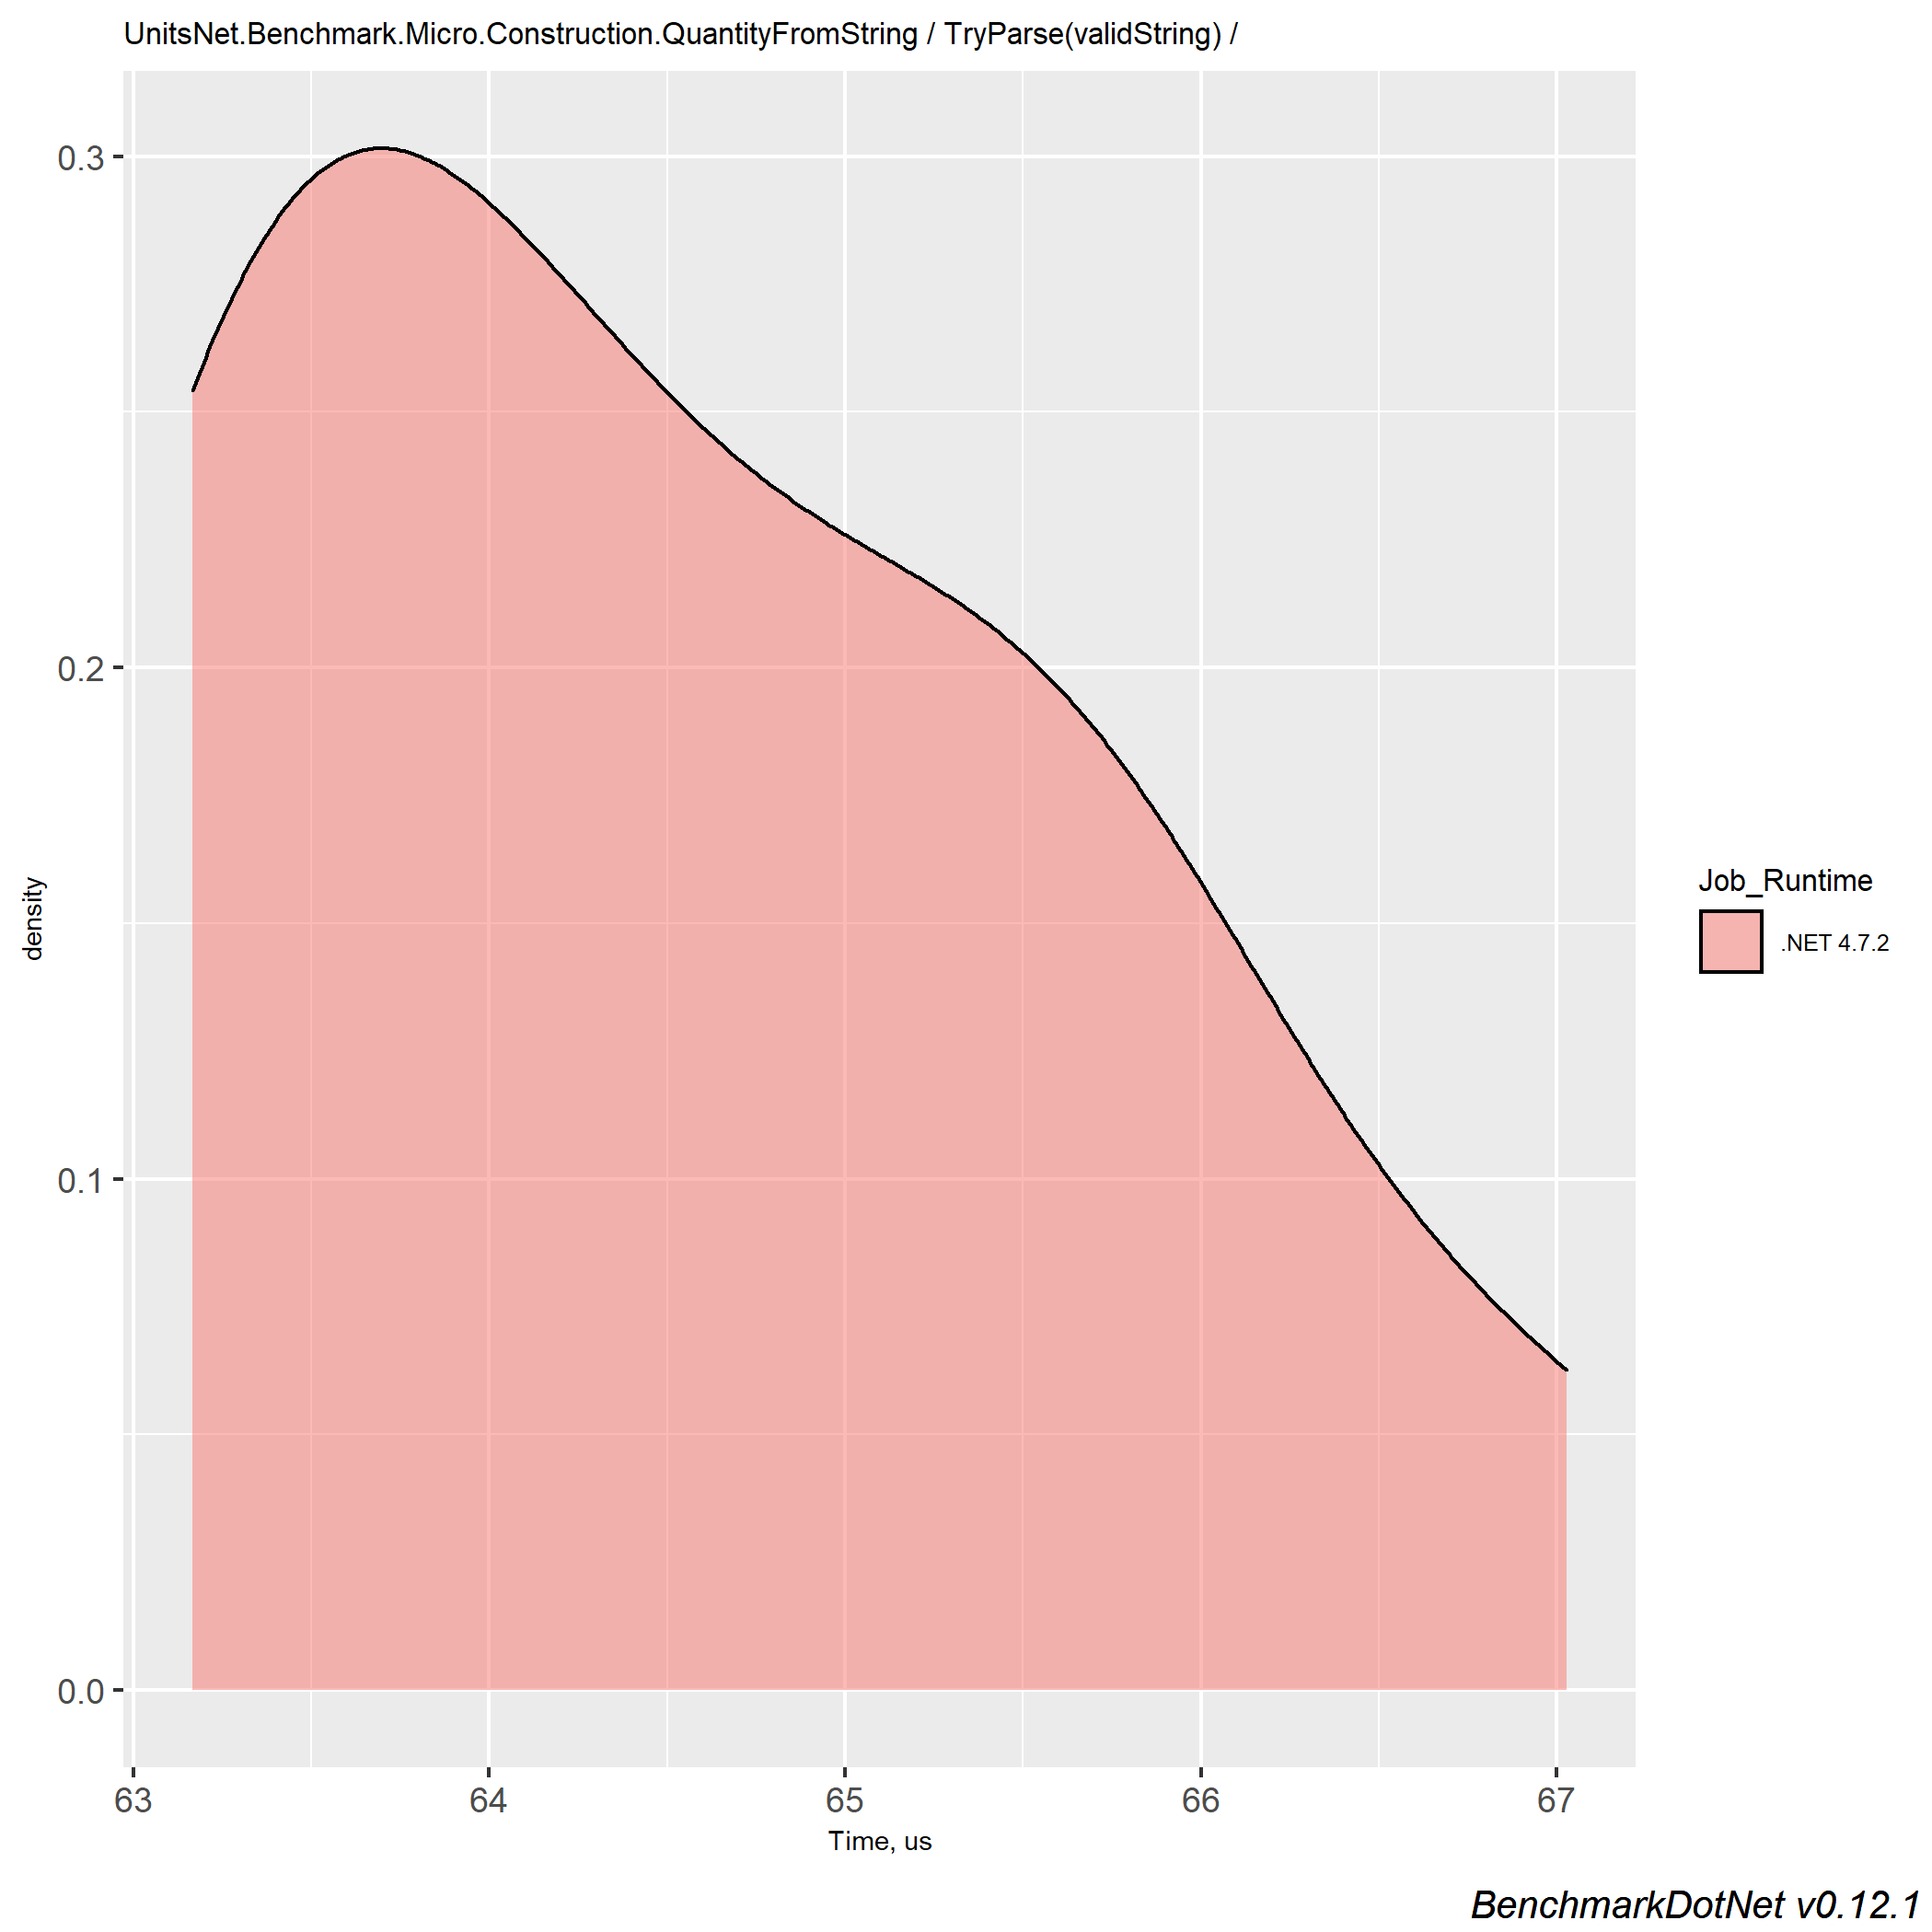 UnitsNet.Benchmark.Micro.Construction.QuantityFromString / TryParse(validString) /
0.3
0.2
0.1
0.0
density
63 64 65 66 67
Time, us
Job_Runtime
.NET 4.7.2
BenchmarkDotNet v0.12.1